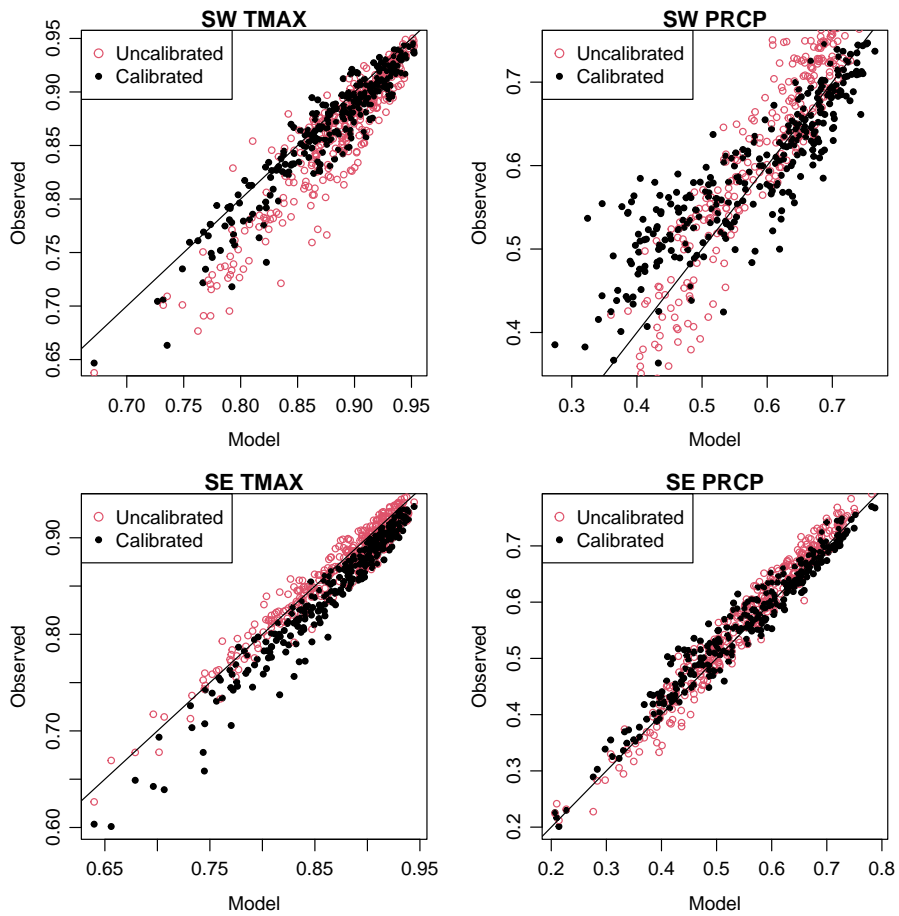 SW TMAX
Uncalibrated
Calibrated
Observed
0.65 0.70 0.75 0.80 0.85 0.90 0.95
0.70 0.75 0.80 0.85 0.90 0.95
Model
SW PRCP
Uncalibrated
Calibrated
Observed
0.4 0.5 0.6 0.7
0.3 0.4 0.5 0.6 0.7
Model
SE TMAX
Uncalibrated
Calibrated
Observed
0.60 0.70 0.80 0.90
0.65 0.75 0.85 0.95
Model
SE PRCP
Uncalibrated
Calibrated
Observed
0.2 0.3 0.4 0.5 0.6 0.7
0.2 0.3 0.4 0.5 0.6 0.7 0.8
Model